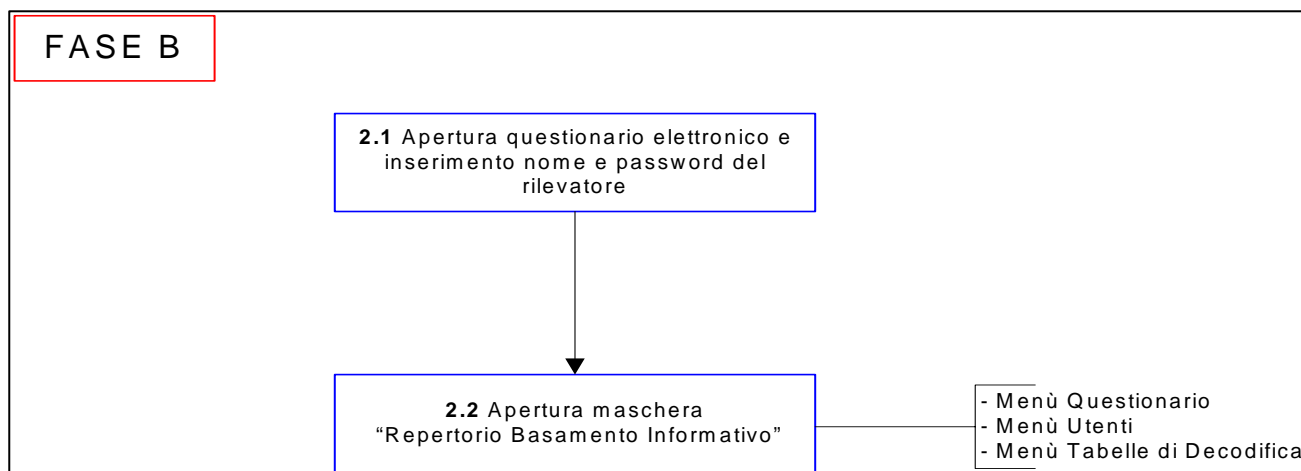 FASE B
2.1 Apertura questionario elettronico e
inserimento nome e password del
rilevatore
2.2 Apertura maschera
“Repertorio Basamento Informativo”
- Menù Questionario
- Menù Utenti
- Menù Tabelle di Decodifica